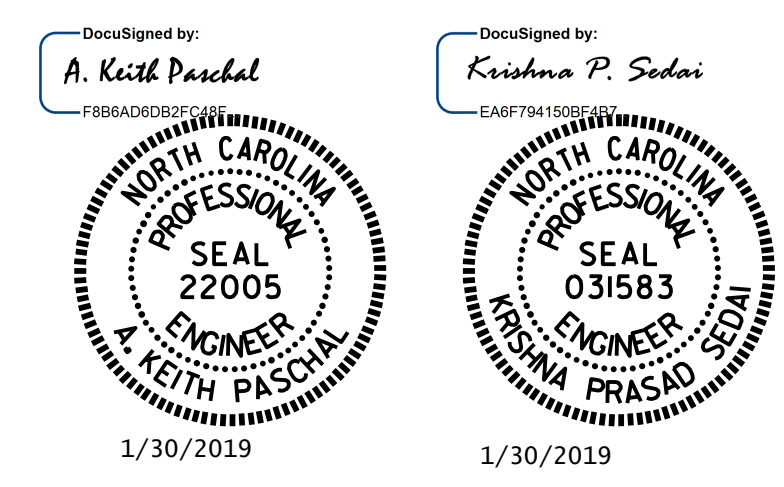 DocuSigned by:
A. Keith Paschal
F8B6AD6DB2FC48F...
NORTH CAROLINA
PROFESSIONAL
SEAL
22005
ENGINEER
A. KEITH PASCHAL
1/30/2019
DocuSigned by:
Krishna P. Sedai
EA6F794150BF4B7...
NORTH CAROLINA
PROFESSIONAL
SEAL
031583
ENGINEER
KRISHNA PRASAD SEDAI
1/30/2019